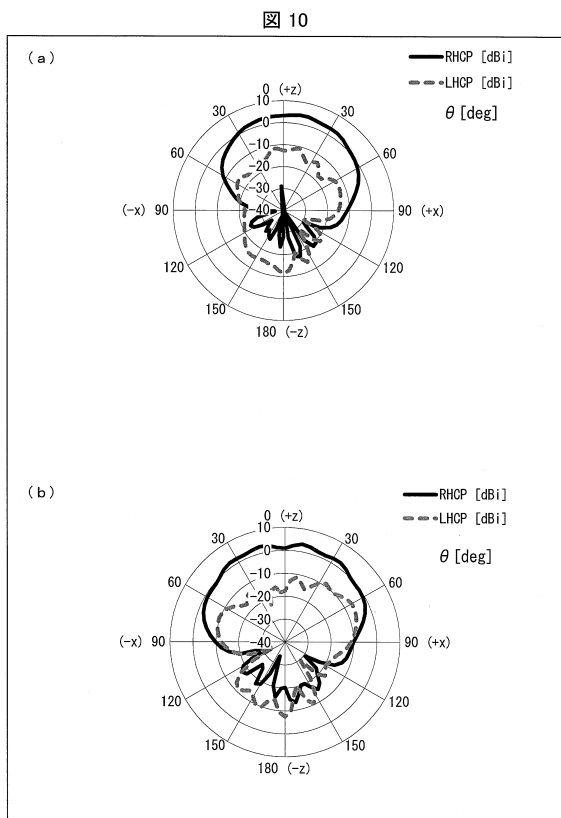 図 10
(a)
RHCP [dBi]
LHCP [dBi]
θ [deg]
0 (+z)
10
30
30
0
60
60
-10
-20
-30
(-x) 90
-40
90 (+x)
120
120
150
150
180 (-z)
(b)
RHCP [dBi]
LHCP [dBi]
θ [deg]
0 (+z)
10
30
30
0
60
60
-10
-20
-30
(-x) 90
-40
90 (+x)
120
120
150
150
180 (-z)